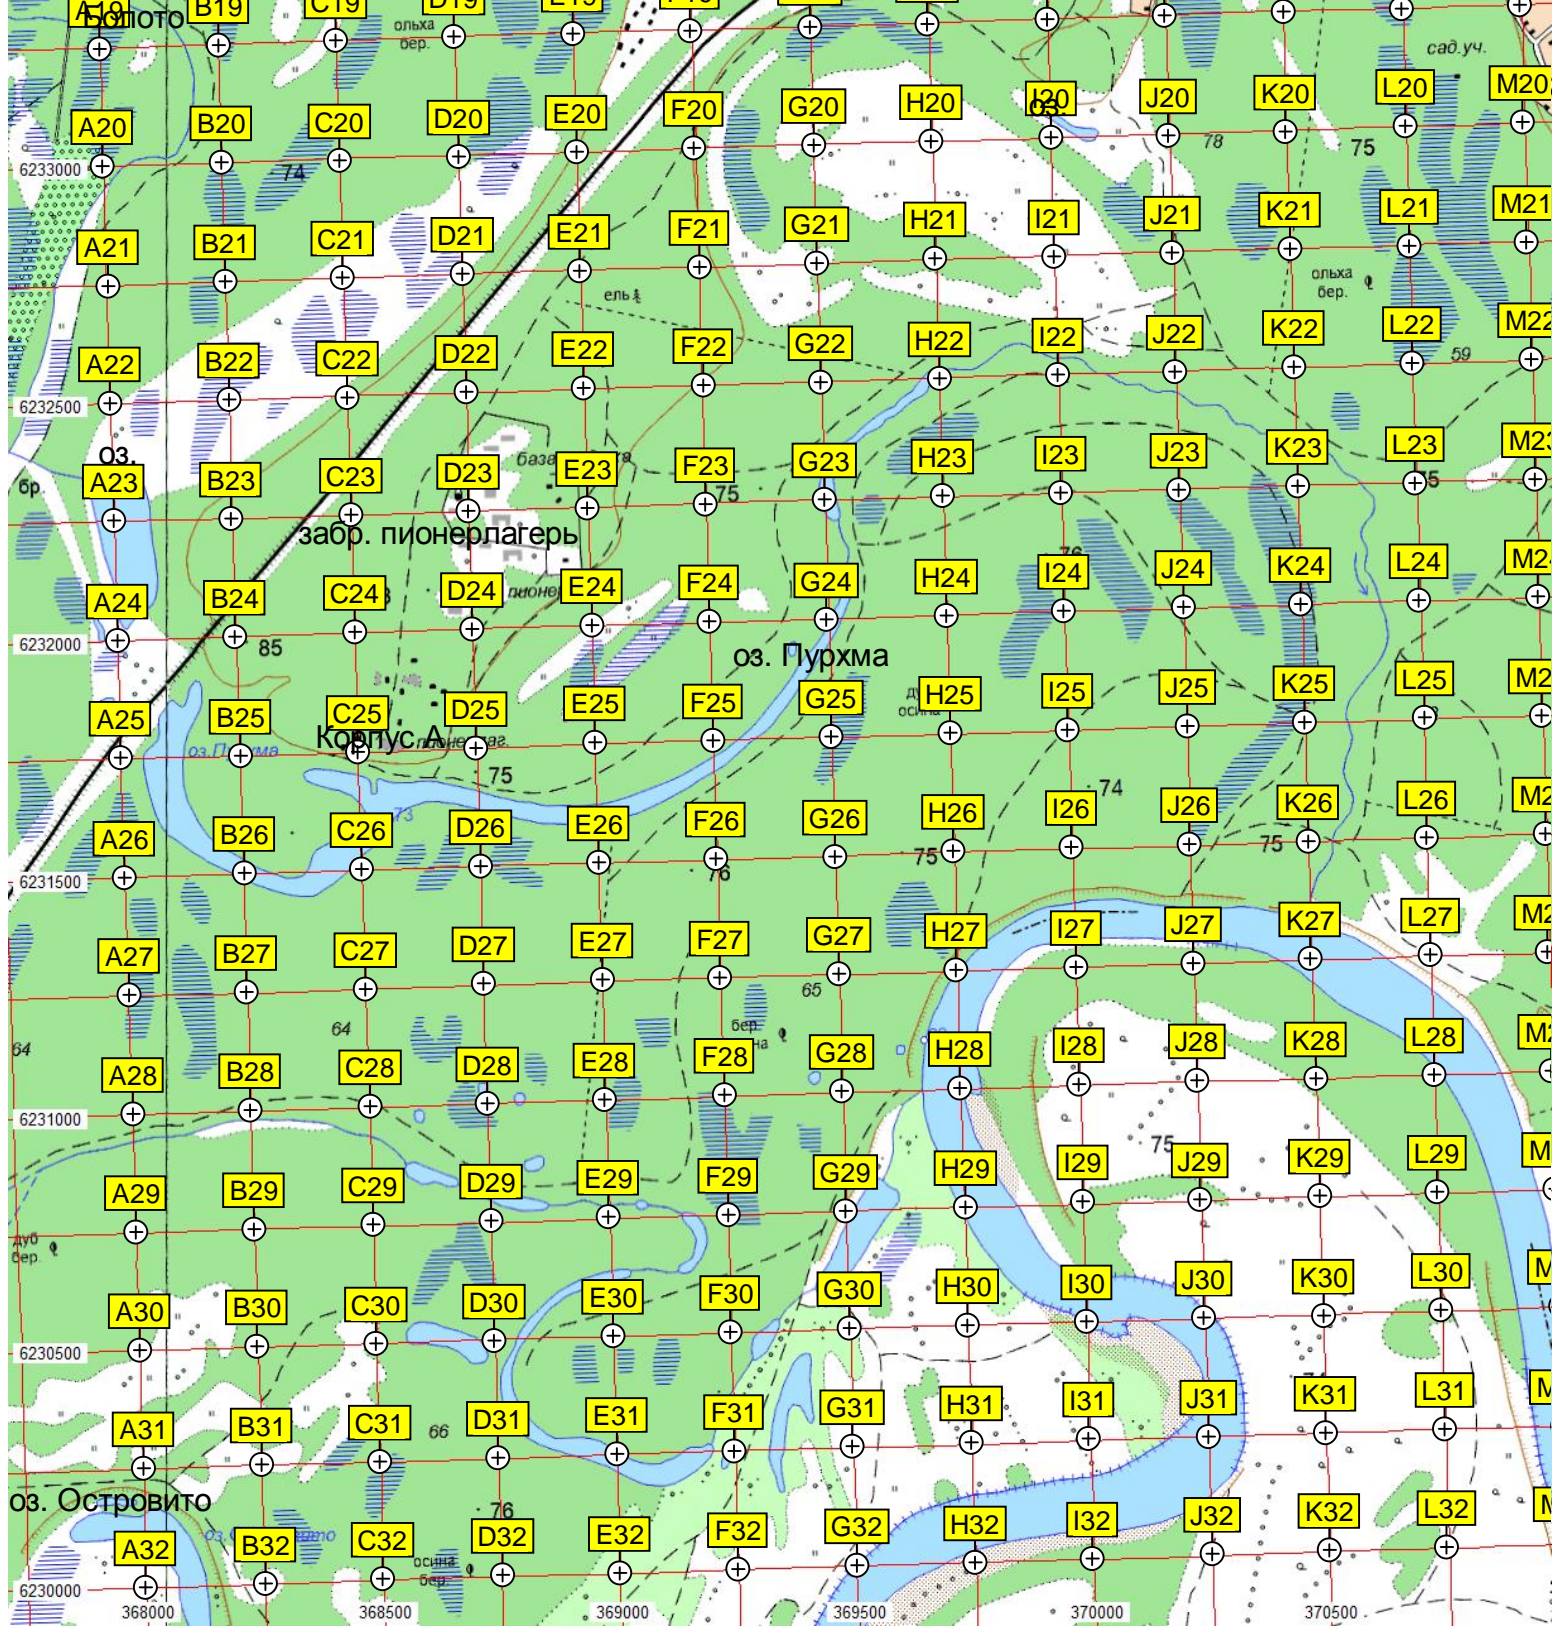 A19 B19 C19 D19 E19
Болото
ольха
бер.
сад.уч.
A20 B20 C20 D20 E20 F20 G20 H20 I20 J20 K20 L20 M20
оз.
6233000
74
78
75
A21 B21 C21 D21 E21 F21 G21 H21 I21 J21 K21 L21 M21
ель
ольха
бер.
A22 B22 C22 D22 E22 F22 G22 H22 I22 J22 K22 L22 M22
59
6232500
оз.
бр.
A23 B23 C23 D23 E23 F23 G23 H23 I23 J23 K23 L23 M23
база
75
забр. пионерлагерь
76
A24 B24 C24 D24 E24 F24 G24 H24 I24 J24 K24 L24 M24
6232000
85
оз. Пурхма
A25 B25 C25 D25 E25 F25 G25 H25 I25 J25 K25 L25 M2
Корпус А
75
73
74
A26 B26 C26 D26 E26 F26 G26 H26 I26 J26 K26 L26 M2
75
75
76
6231500
A27 B27 C27 D27 E27 F27 G27 H27 I27 J27 K27 L27 M2
65
64
64
бер.
A28 B28 C28 D28 E28 F28 G28 H28 I28 J28 K28 L28 M2
6231000
75
A29 B29 C29 D29 E29 F29 G29 H29 I29 J29 K29 L29 M
дуб
бер.
A30 B30 C30 D30 E30 F30 G30 H30 I30 J30 K30 L30 M
6230500
A31 B31 C31 D31 E31 F31 G31 H31 I31 J31 K31 L31 M
66
оз. Островито
76
A32 B32 C32 D32 E32 F32 G32 H32 I32 J32 K32 L32 M
осина
бер.
6230000
368000 368500 369000 369500 370000 370500